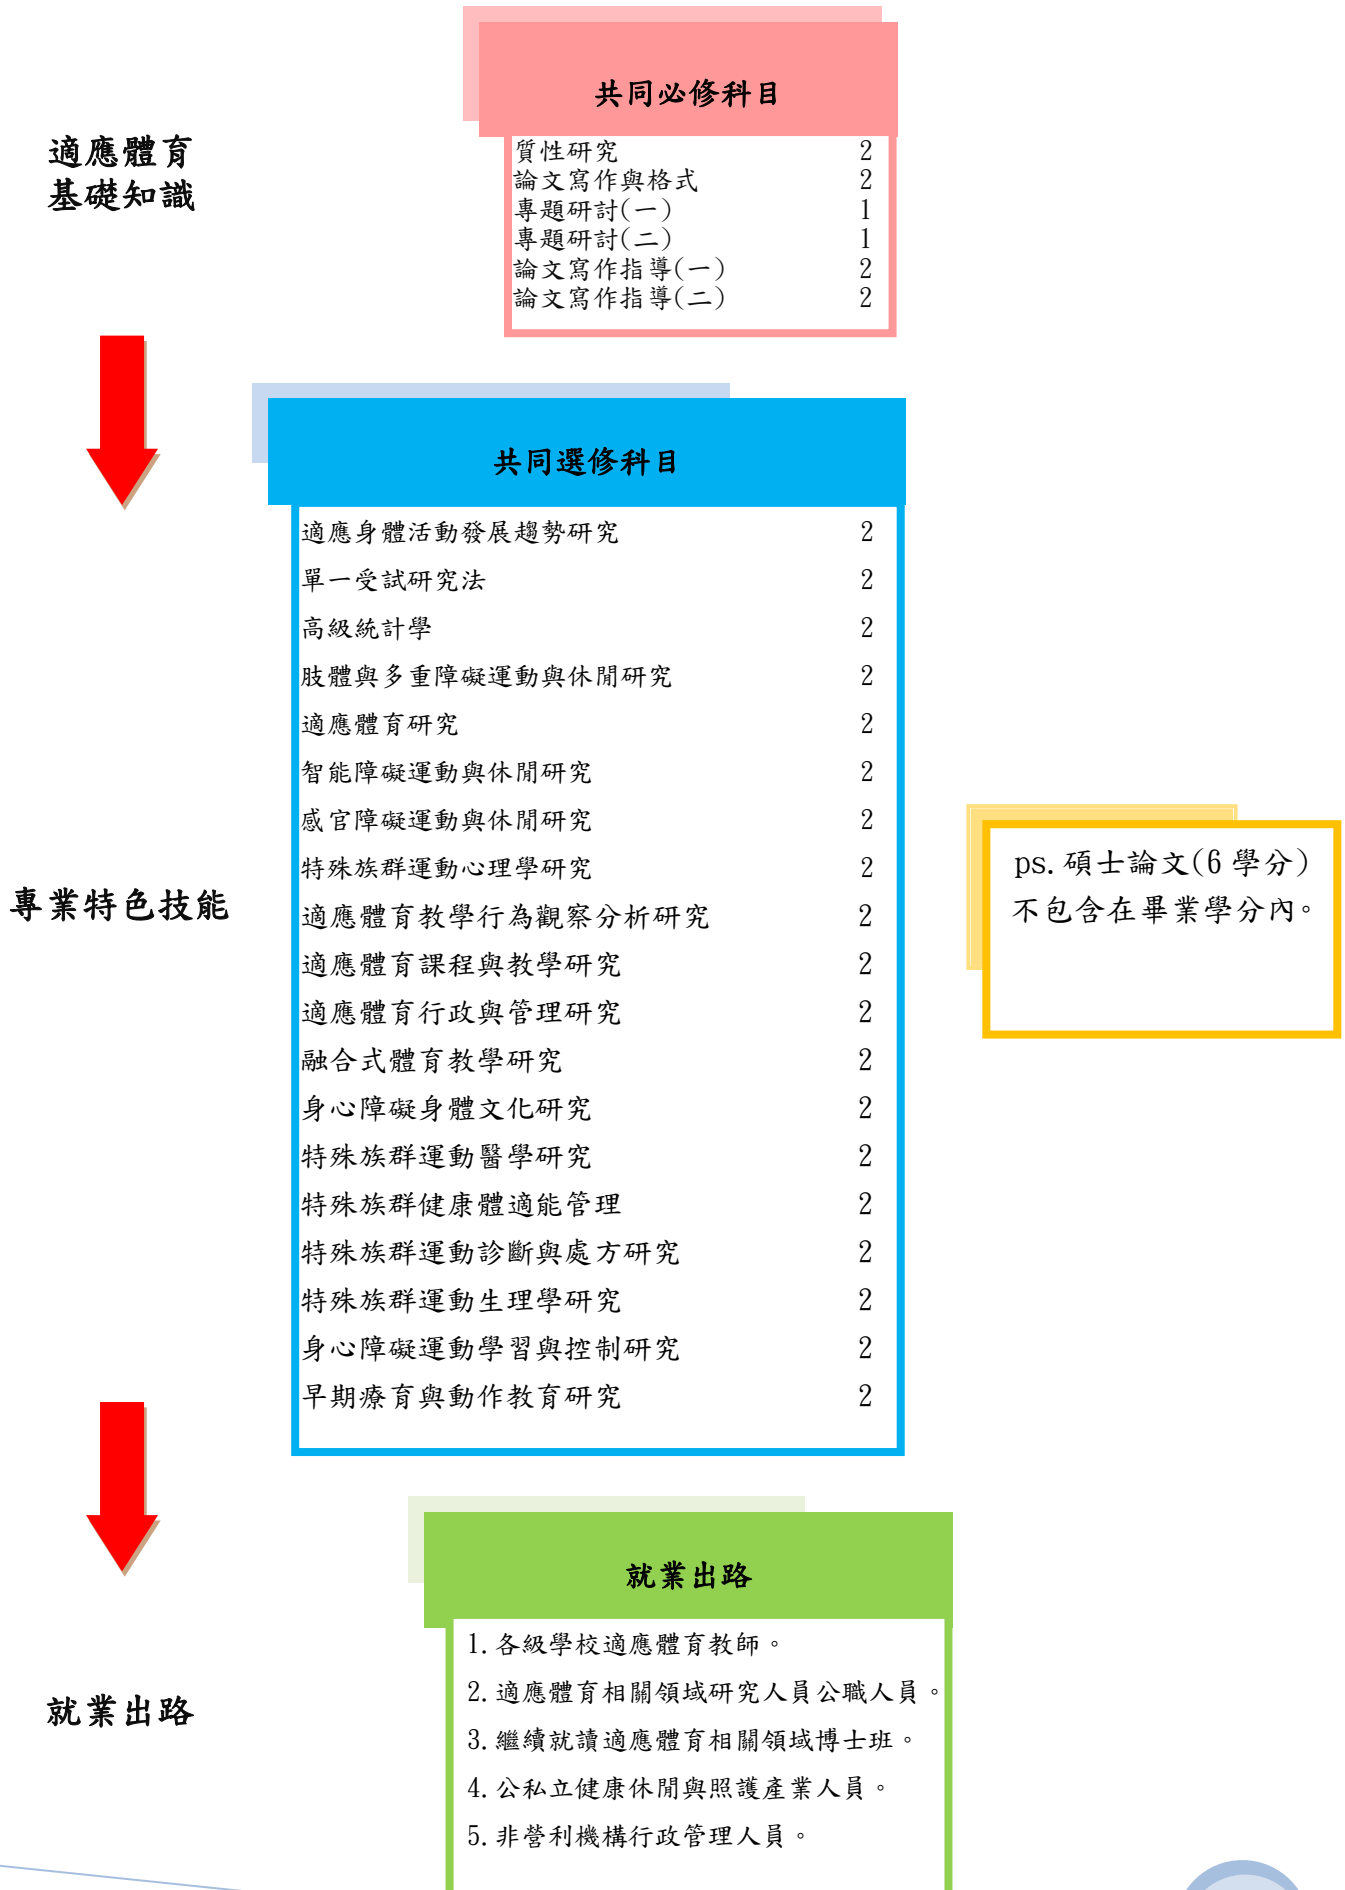 共同必修科目
適應體育
基礎知識
質性研究 2
論文寫作與格式 2
專題研討(一) 1
專題研討(二) 1
論文寫作指導(一) 2
論文寫作指導(二) 2
共同選修科目
適應身體活動發展趨勢研究 2
單一受試研究法 2
高級統計學 2
肢體與多重障礙運動與休閒研究 2
適應體育研究 2
智能障礙運動與休閒研究 2
感官障礙運動與休閒研究 2
特殊族群運動心理學研究 2
適應體育教學行為觀察分析研究 2
適應體育課程與教學研究 2
適應體育行政與管理研究 2
融合式體育教學研究 2
身心障礙身體文化研究 2
特殊族群運動醫學研究 2
特殊族群健康體適能管理 2
特殊族群運動診斷與處方研究 2
特殊族群運動生理學研究 2
身心障礙運動學習與控制研究 2
早期療育與動作教育研究 2
專業特色技能
ps.碩士論文(6 學分)
不包含在畢業學分內。
就業出路
就業出路
1.各級學校適應體育教師。
2.適應體育相關領域研究人員公職人員。
3.繼續就讀適應體育相關領域博士班。
4.公私立健康休閒與照護產業人員。
5.非營利機構行政管理人員。